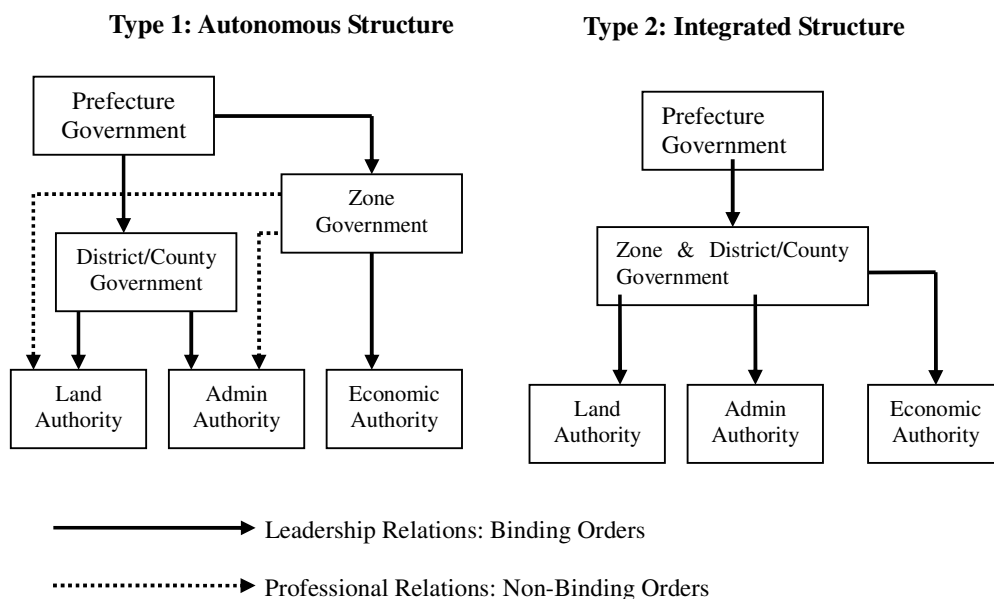 Type 1: Autonomous Structure
Prefecture
Government
Zone
Government
District/County
Government
Land
Authority
Admin
Authority
Economic
Authority
Type 2: Integrated Structure
Prefecture
Government
Zone & District/County
Government
Land
Authority
Admin
Authority
Economic
Authority
Leadership Relations: Binding Orders
Professional Relations: Non-Binding Orders